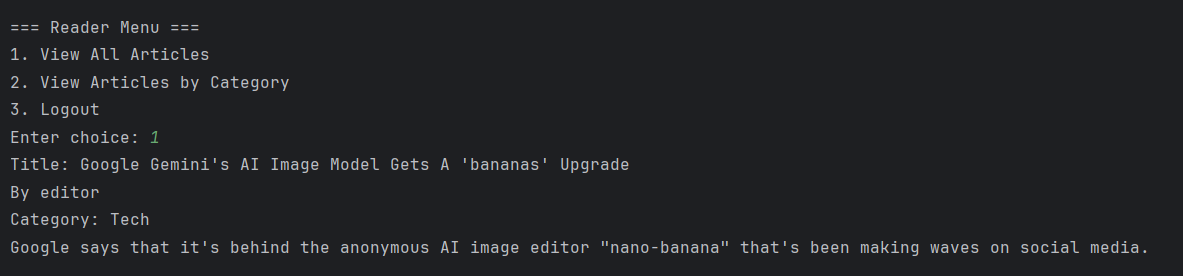 === Reader Menu ===
1. View All Articles
2. View Articles by Category
3. Logout
Enter choice: 1
Title: Google Gemini's AI Image Model Gets A 'bananas' Upgrade
By editor
Category: Tech
Google says that it's behind the anonymous AI image editor "nano-banana" that's been making waves on social media.